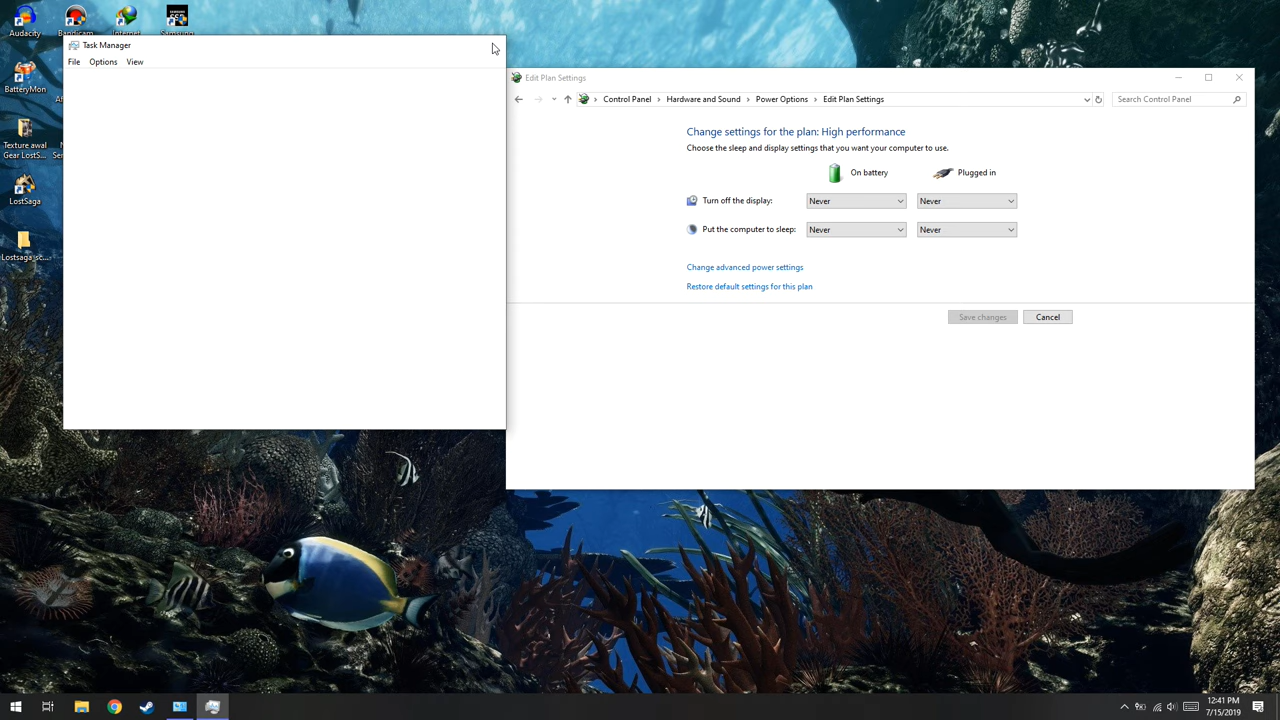 Audacity
Bandicam
Internet
Samsung
BatteryMon
Texture awal
Gear LostS...
LostSaga
Task Manager
File Options View
Edit Plan Settings
Control Panel > Hardware and Sound > Power Options > Edit Plan Settings
Search Control Panel
Change settings for the plan: High performance
Choose the sleep and display settings that you want your computer to use.
On battery
Plugged in
Turn off the display: Never Never
Put the computer to sleep: Never Never
Change advanced power settings
Restore default settings for this plan
Save changes Cancel
12:41 PM
7/15/2019